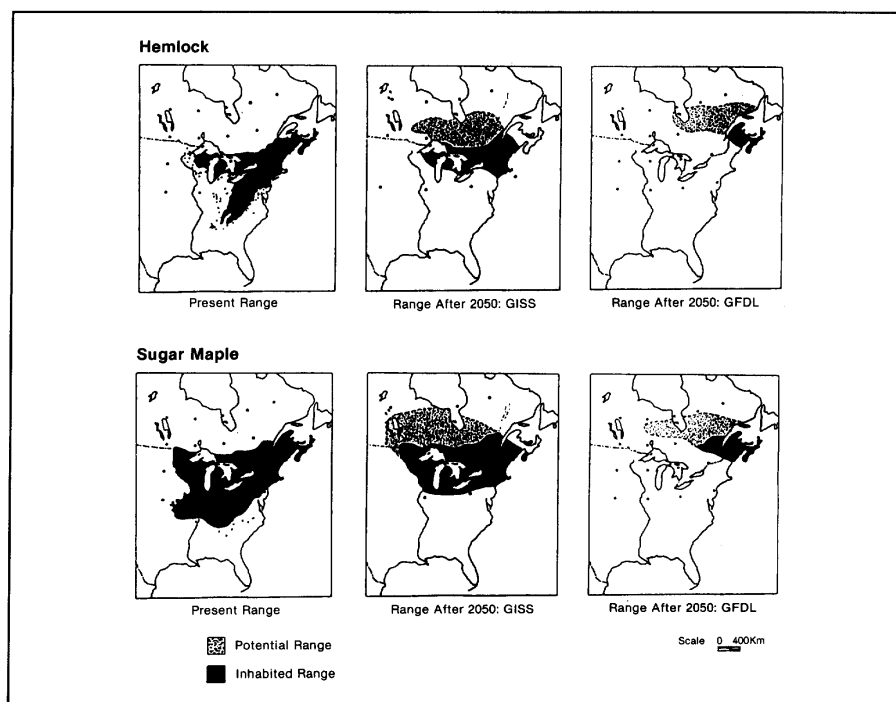 Hemlock
Present Range
Range After 2050: GISS
Range After 2050: GFDL
Sugar Maple
Present Range
Range After 2050: GISS
Range After 2050: GFDL
Potential Range
Inhabited Range
Scale 0 400Km